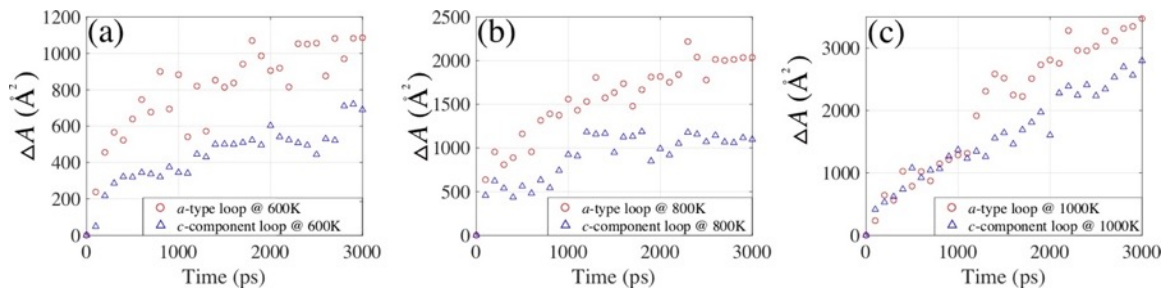 (a)
ΔA (Å²)
1200
1000
800
600
400
200
0
0 1000 2000 3000
Time (ps)
a-type loop @ 600K
c-component loop @ 600K
(b)
ΔA (Å²)
2500
2000
1500
1000
500
0
0 1000 2000 3000
Time (ps)
a-type loop @ 800K
c-component loop @ 800K
(c)
ΔA (Å²)
3000
2000
1000
0
0 1000 2000 3000
Time (ps)
a-type loop @ 1000K
c-component loop @ 1000K